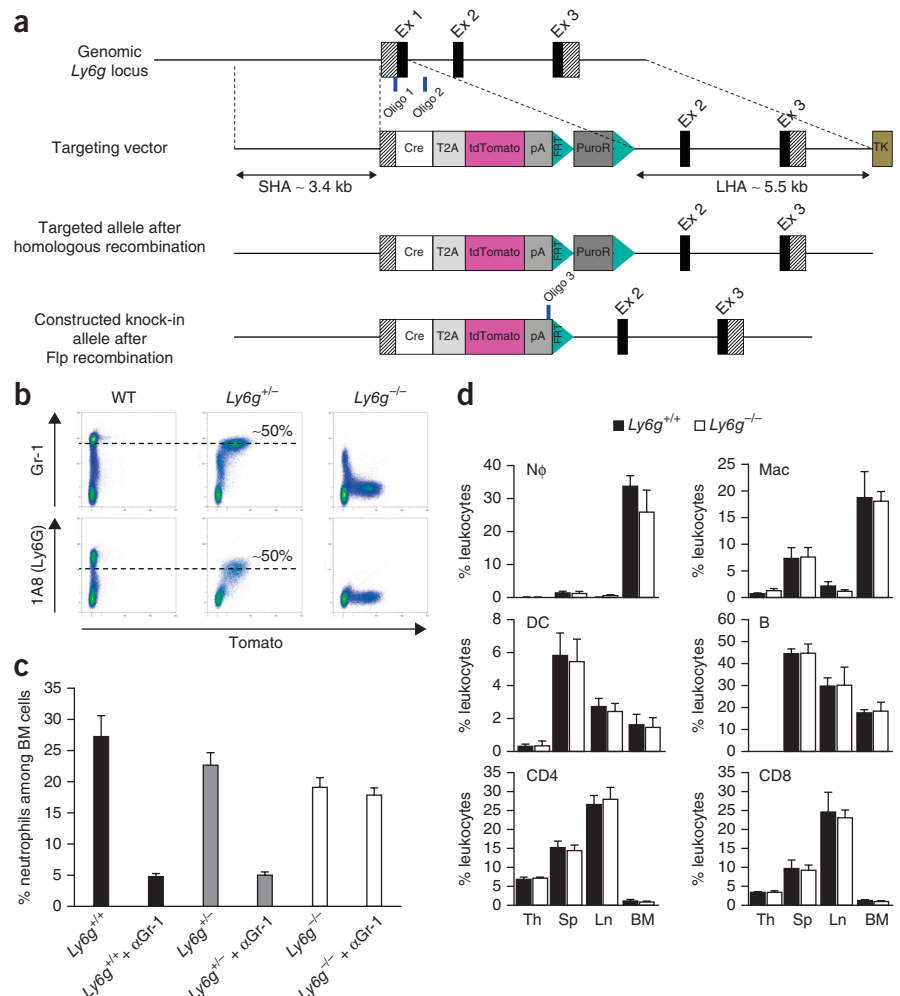 a
Ex 1
Ex 2
Ex 3
Genomic
Ly6g locus
Oligo 1
Oligo 2
Ex 2
Ex 3
Targeting vector
Cre
T2A
tdTomato
pA
FRT
PuroR
TK
SHA ~ 3.4 kb
LHA ~ 5.5 kb
Ex 2
Ex 3
Targeted allele after
homologous recombination
Cre
T2A
tdTomato
pA
FRT
PuroR
Oligo 3
Ex 2
Ex 3
Constructed knock-in
allele after
Flp recombination
Cre
T2A
tdTomato
pA
FRT
b
WT
Ly6g+/–
Ly6g–/–
Gr-1
~50%
1A8 (Ly6G)
~50%
Tomato
c
% neutrophils among BM cells
35
30
25
20
15
10
5
0
Ly6g+/+
Ly6g+/+ + αGr-1
Ly6g+/–
Ly6g+/– + αGr-1
Ly6g–/–
Ly6g–/– + αGr-1
d
Ly6g+/+
Ly6g–/–
Nϕ
% leukocytes
40
30
20
10
0
Mac
% leukocytes
25
20
15
10
5
0
DC
% leukocytes
8
6
4
2
0
B
% leukocytes
60
50
40
30
20
10
0
CD4
% leukocytes
35
30
25
20
15
10
5
0
Th
Sp
Ln
BM
CD8
% leukocytes
35
30
25
20
15
10
5
0
Th
Sp
Ln
BM